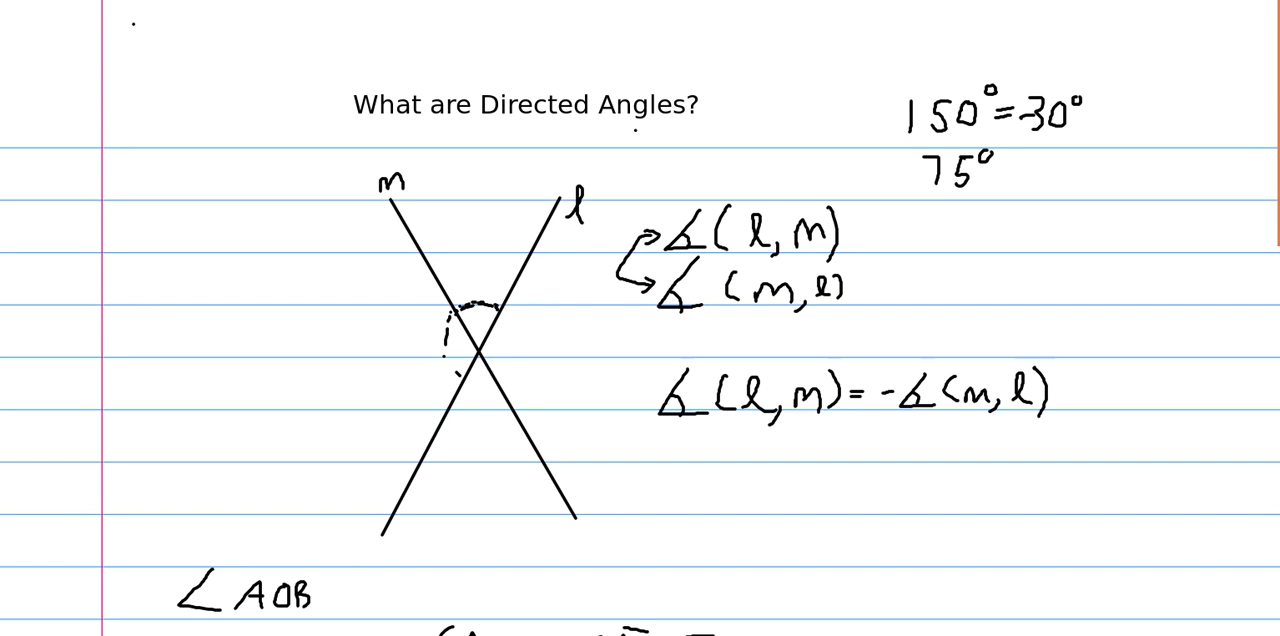 What are Directed Angles?
150° = -30°
75°
m
l
∡(l, m)
∡(m, l)
∡(l, m) = -∡(m, l)
∠AOB